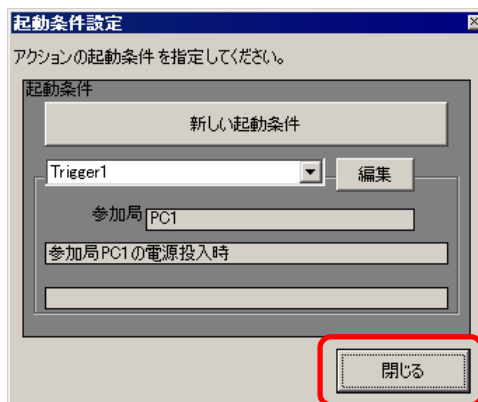 起動条件設定
アクションの起動条件を指定してください。
起動条件
新しい起動条件
Trigger1
編集
参加局 PC1
参加局PC1の電源投入時
閉じる